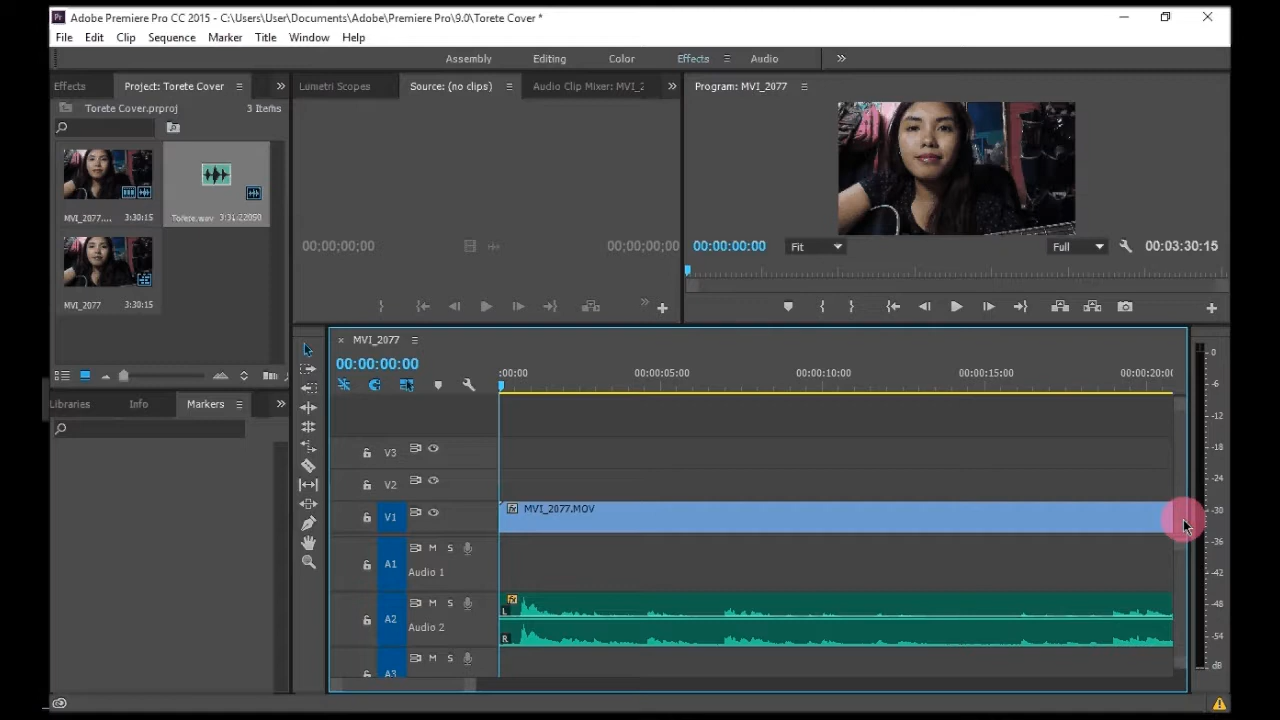 Adobe Premiere Pro CC 2015 - C:\Users\User\Documents\Adobe\Premiere Pro\9.0\Torete Cover *
File Edit Clip Sequence Marker Title Window Help
Assembly Editing Color Effects Audio
Effects Project: Torete Cover Lumetri Scopes Source: (no clips) Audio Clip Mixer: MVI_2 Program: MVI_2077
Torete Cover.prproj 3 Items
MVI_2077.... 3:30:15 Torete.wav 3:31:22050
00;00;00;00 00;00;00;00 00:00:00:00 Fit Full 00:03:30:15
MVI_2077 3:30:15
MVI_2077
00:00:00:00
:00:00 00:00:05:00 00:00:10:00 00:00:15:00 00:00:20:0
Libraries Info Markers
V3
V2
V1 MVI_2077.MOV
A1 M S
Audio 1
A2 M S L
Audio 2 R
A3 M S
0
-6
-12
-18
-24
-30
-36
-42
-48
-54
dB